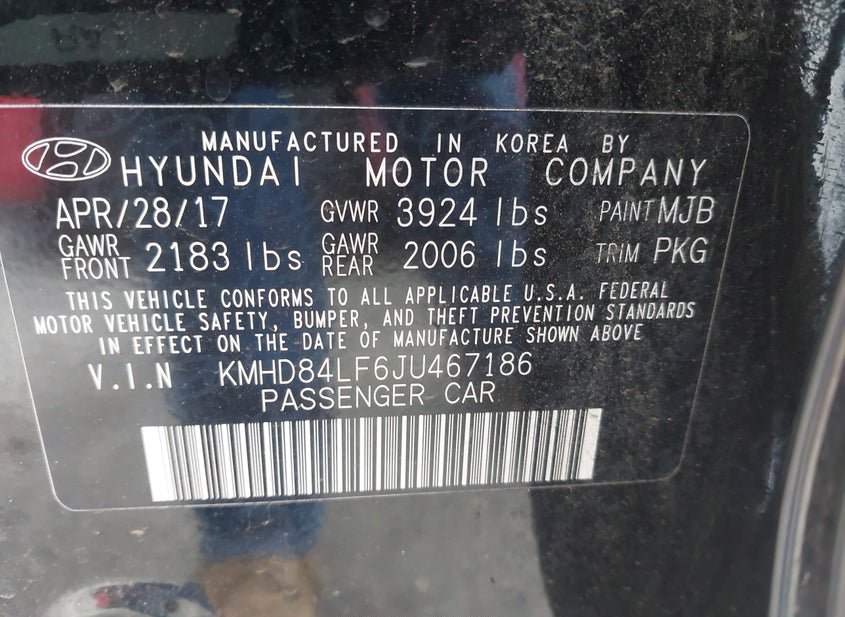 MANUFACTURED IN KOREA BY
HYUNDAI MOTOR COMPANY
APR/28/17 GVWR 3924 lbs PAINT MJB
GAWR FRONT 2183 lbs GAWR REAR 2006 lbs TRIM PKG
THIS VEHICLE CONFORMS TO ALL APPLICABLE U.S.A. FEDERAL
MOTOR VEHICLE SAFETY, BUMPER, AND THEFT PREVENTION STANDARDS
IN EFFECT ON THE DATE OF MANUFACTURE SHOWN ABOVE
V.I.N KMHD84LF6JU467186
PASSENGER CAR